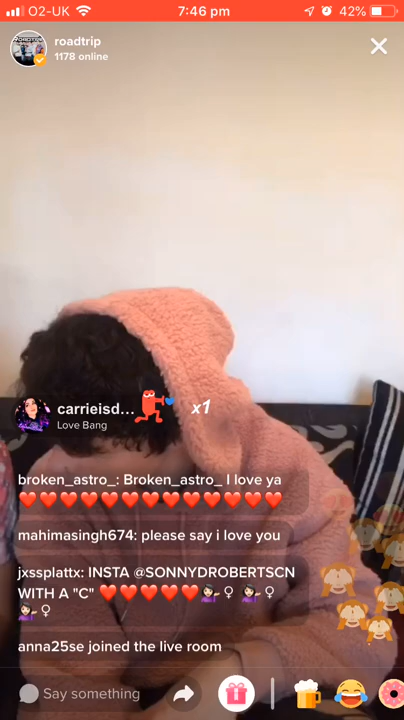 O2-UK
7:46 pm
42%
roadtrip
1178 online
carrieisd...
x1
Love Bang
broken_astro_: Broken_astro_ I love ya
❤️❤️❤️❤️❤️❤️❤️❤️❤️❤️❤️❤️❤️
mahimasingh674: please say i love you
jxssplattx: INSTA @SONNYDROBERTSCN
WITH A "C" ❤️❤️❤️❤️❤️💁🏻♀ 💁🏻♀
💁🏻♀
anna25se joined the live room
Say something